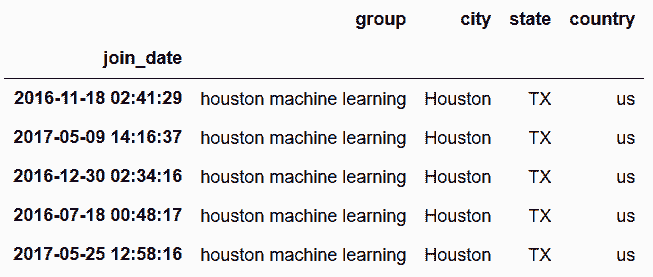 group city state country
join_date
2016-11-18 02:41:29 houston machine learning Houston TX us
2017-05-09 14:16:37 houston machine learning Houston TX us
2016-12-30 02:34:16 houston machine learning Houston TX us
2016-07-18 00:48:17 houston machine learning Houston TX us
2017-05-25 12:58:16 houston machine learning Houston TX us